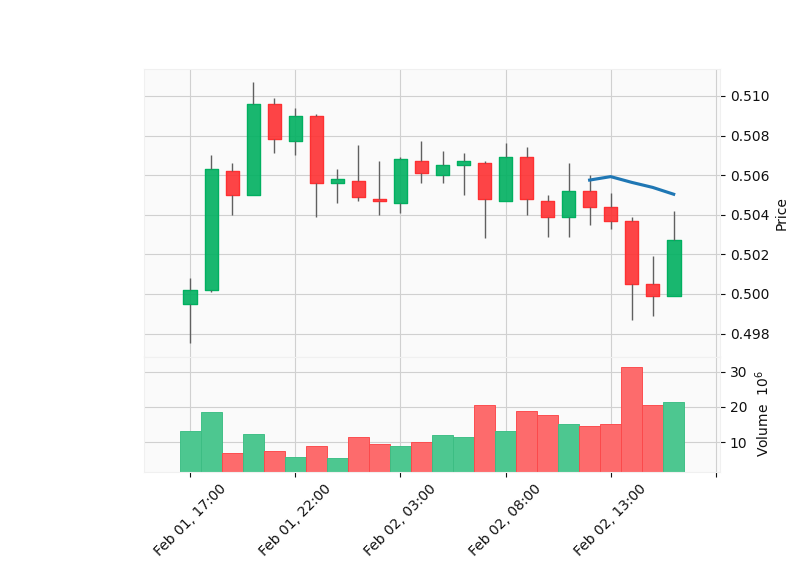 0.510
0.508
0.506
0.504
0.502
0.500
0.498
Price
30
20
10
Volume 10⁶
Feb 01, 17:00
Feb 01, 22:00
Feb 02, 03:00
Feb 02, 08:00
Feb 02, 13:00